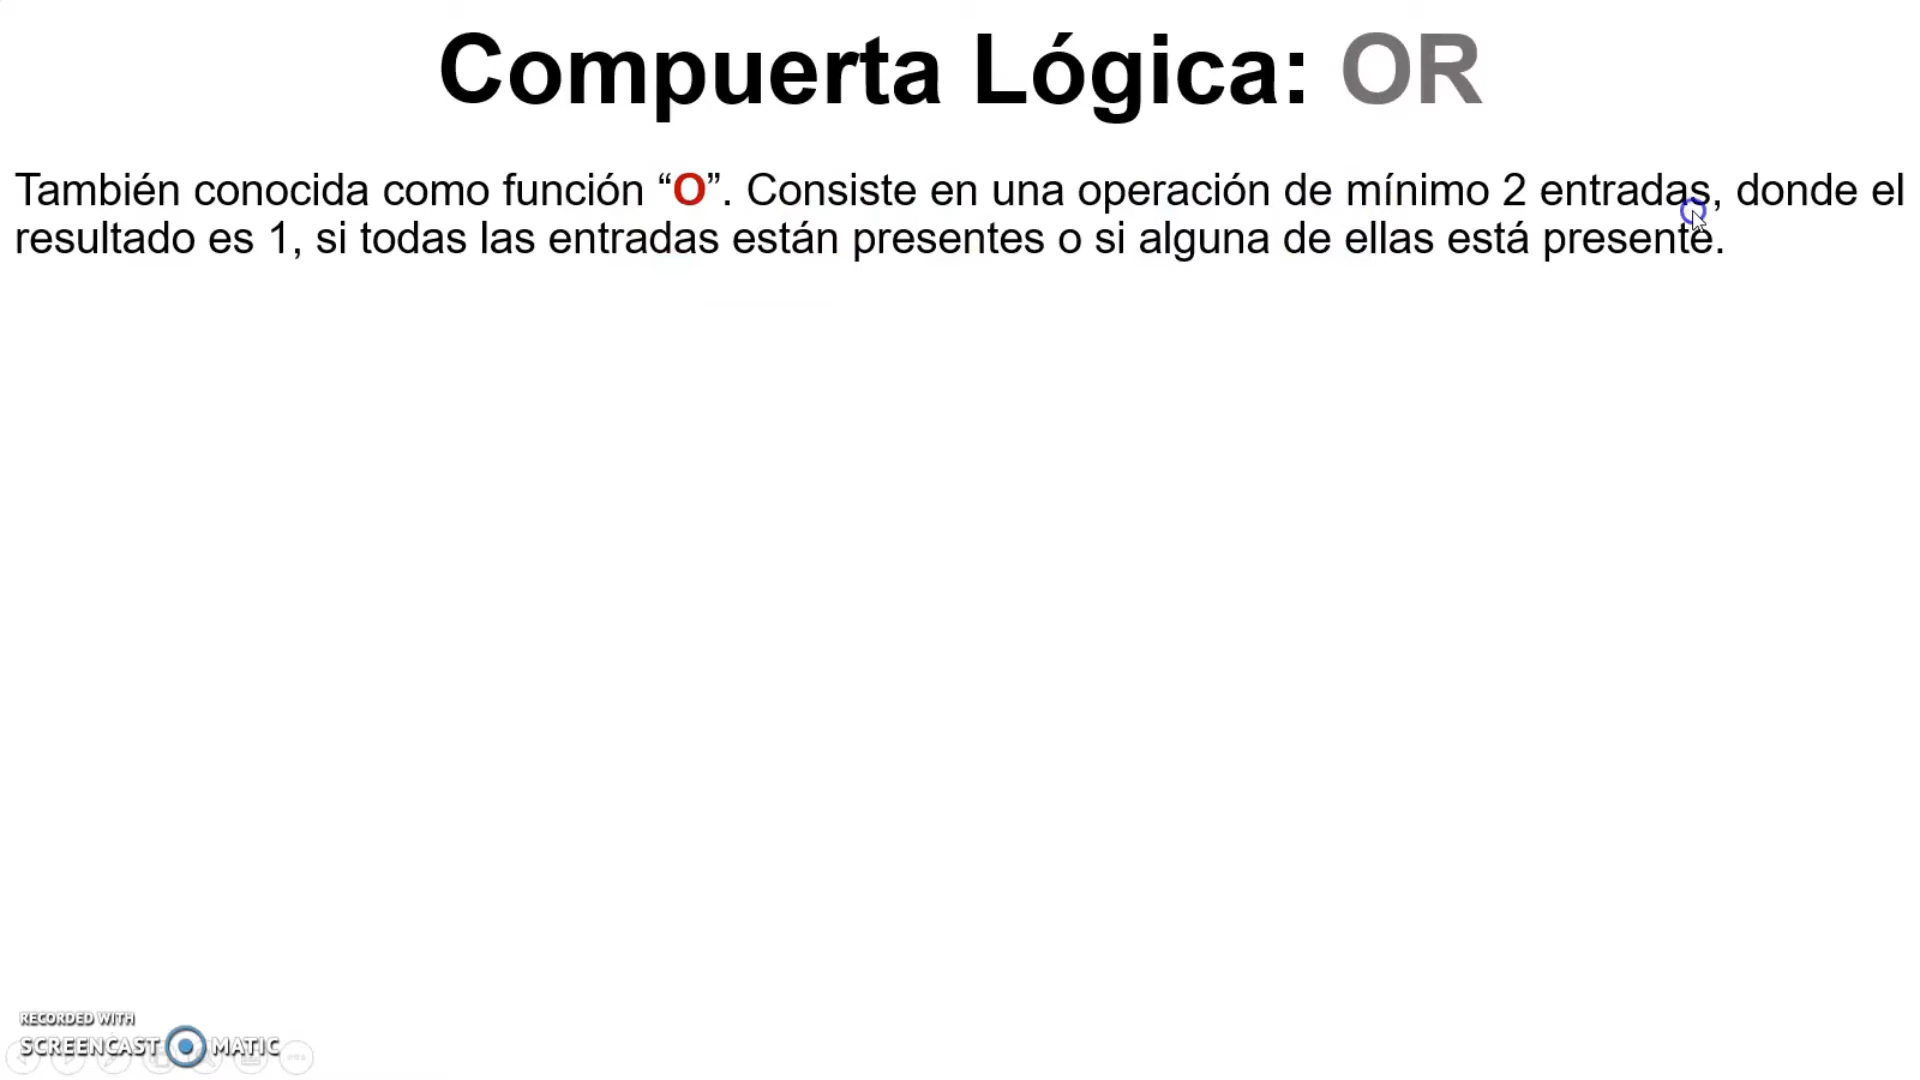 Compuerta Lógica: OR
También conocida como función “O”. Consiste en una operación de mínimo 2 entradas, donde el
resultado es 1, si todas las entradas están presentes o si alguna de ellas está presente.
RECORDED WITH
SCREENCAST MATIC